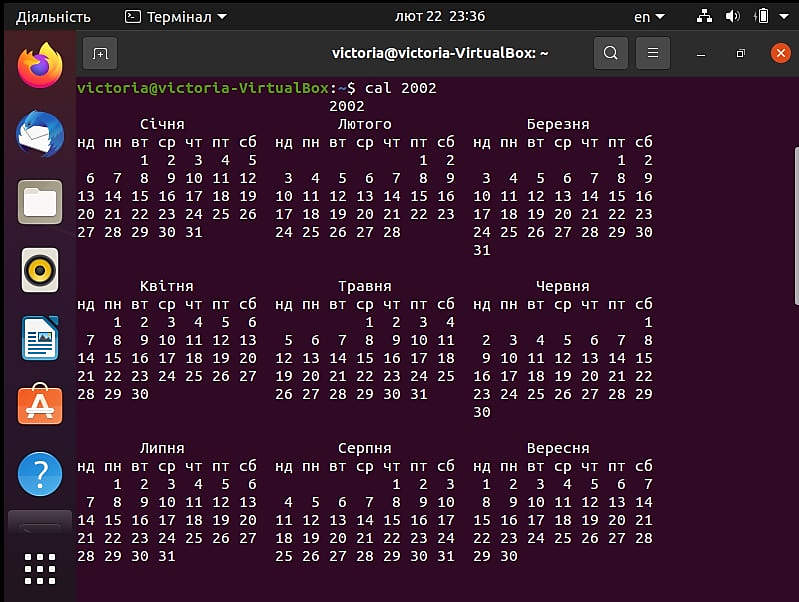 Діяльність Термінал лют 22 23:36 en
victoria@victoria-VirtualBox: ~
victoria@victoria-VirtualBox:~$ cal 2002
2002
Січня Лютого Березня
нд пн вт ср чт пт сб нд пн вт ср чт пт сб нд пн вт ср чт пт сб
1 2 3 4 5 1 2 1 2
6 7 8 9 10 11 12 3 4 5 6 7 8 9 3 4 5 6 7 8 9
13 14 15 16 17 18 19 10 11 12 13 14 15 16 10 11 12 13 14 15 16
20 21 22 23 24 25 26 17 18 19 20 21 22 23 17 18 19 20 21 22 23
27 28 29 30 31 24 25 26 27 28 24 25 26 27 28 29 30
31
Квітня Травня Червня
нд пн вт ср чт пт сб нд пн вт ср чт пт сб нд пн вт ср чт пт сб
1 2 3 4 5 6 1 2 3 4 1
7 8 9 10 11 12 13 5 6 7 8 9 10 11 2 3 4 5 6 7 8
14 15 16 17 18 19 20 12 13 14 15 16 17 18 9 10 11 12 13 14 15
21 22 23 24 25 26 27 19 20 21 22 23 24 25 16 17 18 19 20 21 22
28 29 30 26 27 28 29 30 31 23 24 25 26 27 28 29
30
Липня Серпня Вересня
нд пн вт ср чт пт сб нд пн вт ср чт пт сб нд пн вт ср чт пт сб
1 2 3 4 5 6 1 2 3 1 2 3 4 5 6 7
7 8 9 10 11 12 13 4 5 6 7 8 9 10 8 9 10 11 12 13 14
14 15 16 17 18 19 20 11 12 13 14 15 16 17 15 16 17 18 19 20 21
21 22 23 24 25 26 27 18 19 20 21 22 23 24 22 23 24 25 26 27 28
28 29 30 31 25 26 27 28 29 30 31 29 30